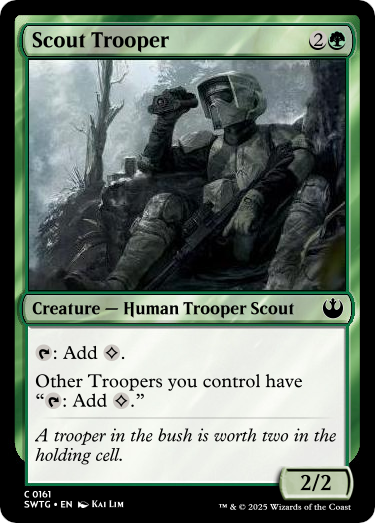 Scout Trooper 2
Creature — Human Trooper Scout
: Add .
Other Troopers you control have
“: Add .”
A trooper in the bush is worth two in the
holding cell.
2/2
C 0161
SWTG • EN Kai Lim
™ & © 2025 Wizards of the Coast